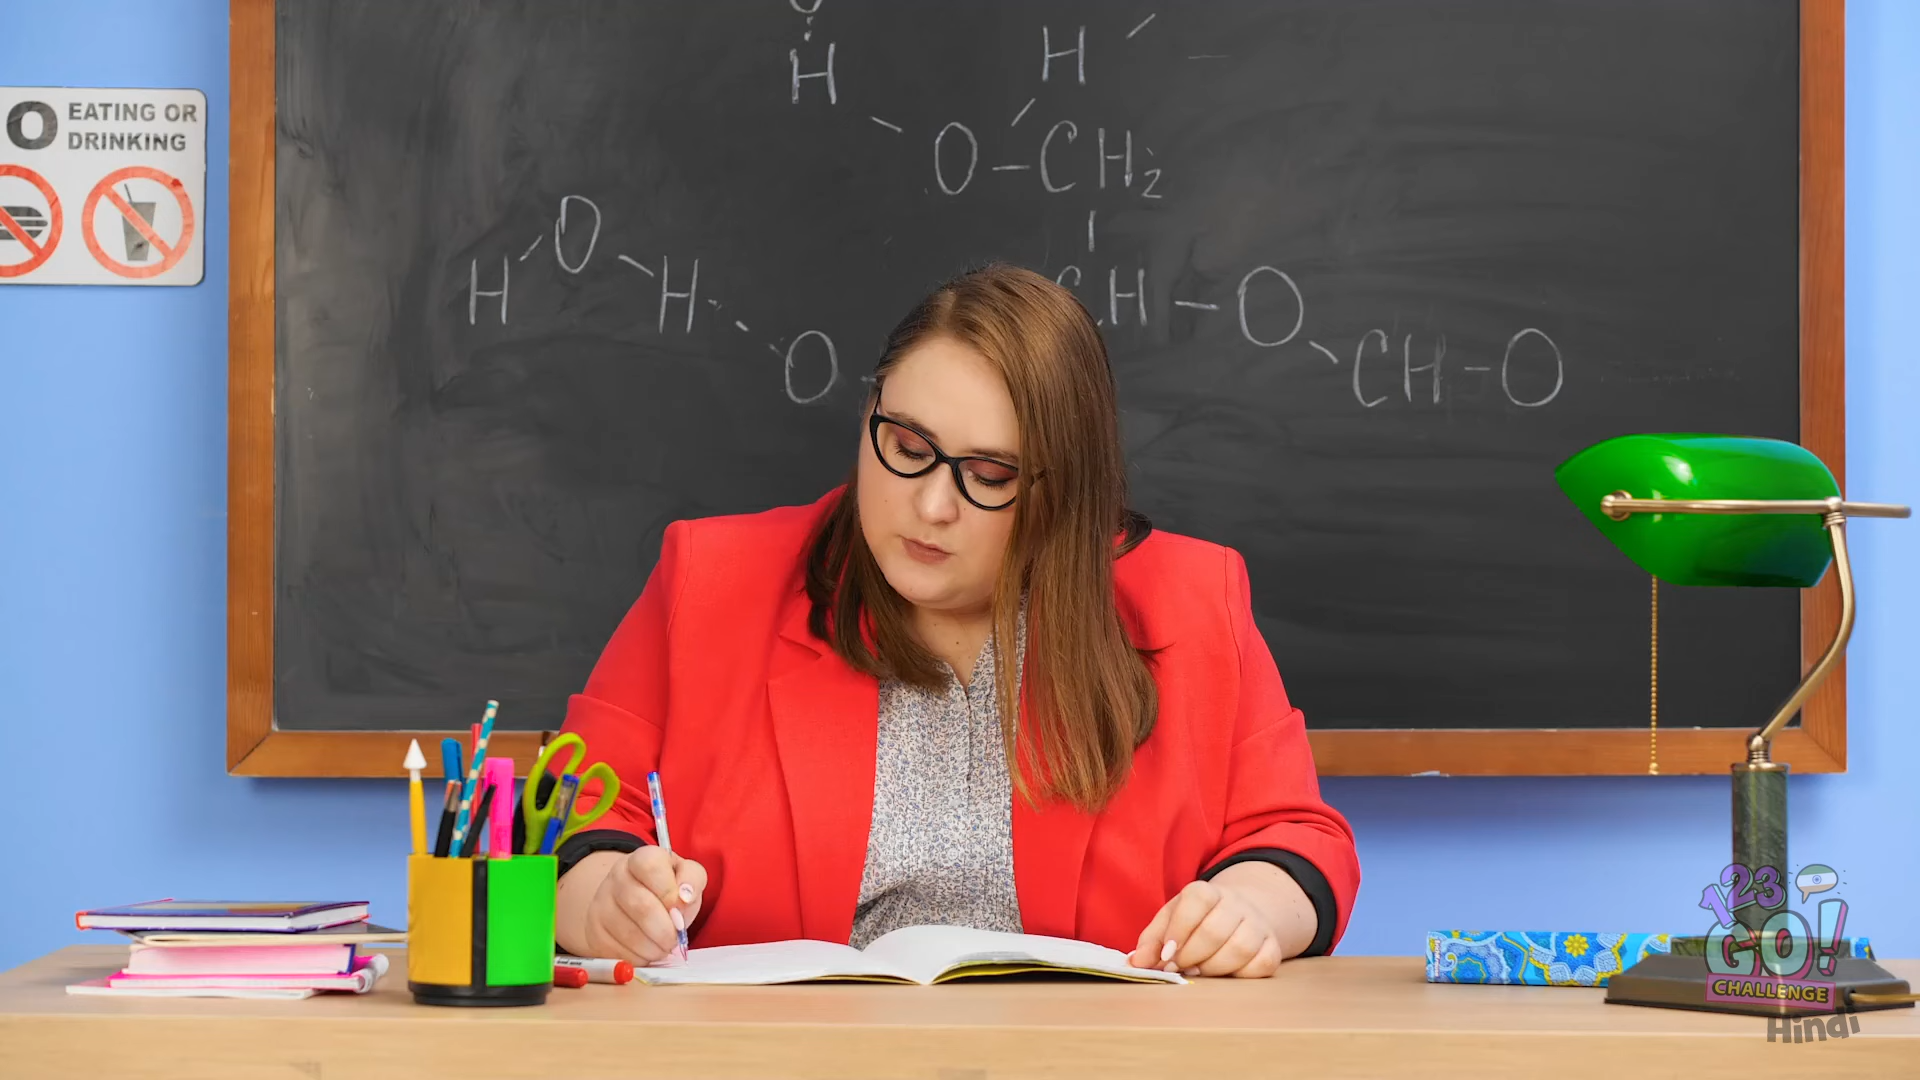 O EATING OR
DRINKING
H
H
O-CH2
O
H
H
O
CH-O
CH-O
123
GO!
CHALLENGE
Hindi